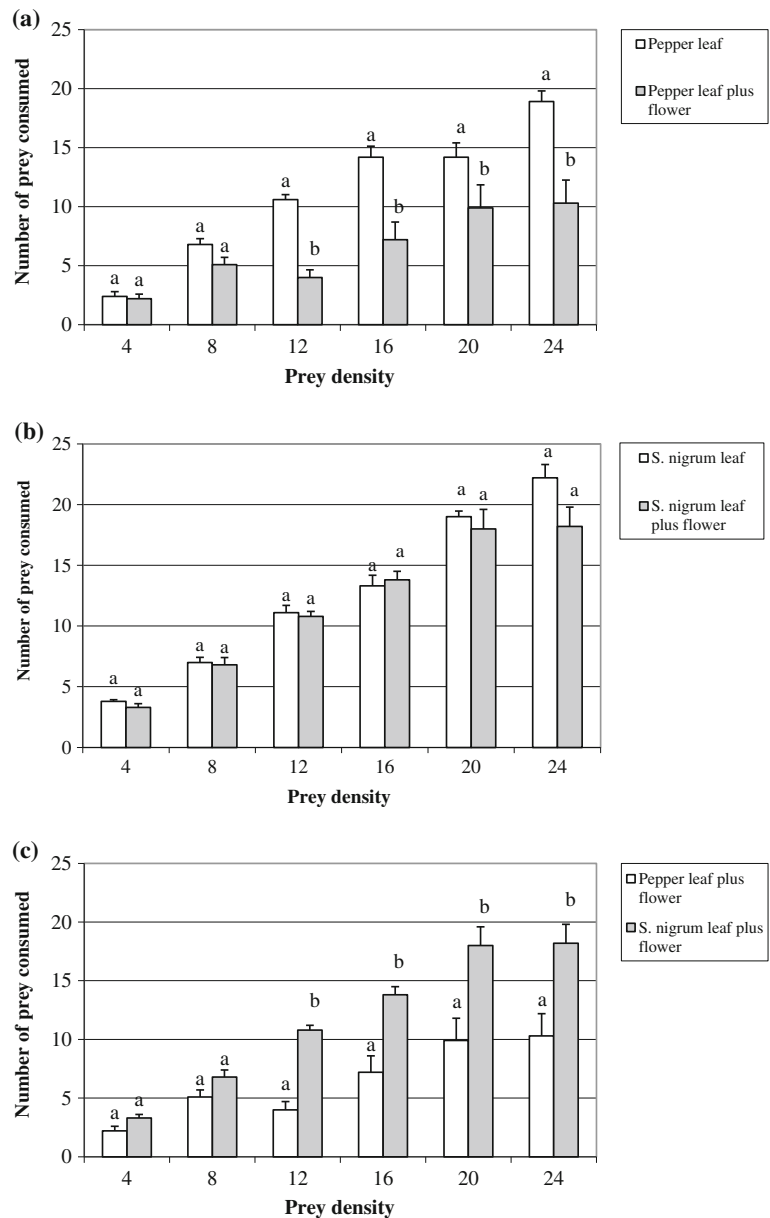 (a)
25
20
15
10
5
0
Number of prey consumed
a a
a a
a
b
a
b
a
b
a
b
4 8 12 16 20 24
Prey density
Pepper leaf
Pepper leaf plus
flower
(b)
25
20
15
10
5
0
Number of prey consumed
a a
a a
a a
a a
a a
a a
4 8 12 16 20 24
Prey density
S. nigrum leaf
S. nigrum leaf
plus flower
(c)
25
20
15
10
5
0
Number of prey consumed
a a
a a
a b
a b
a b
a b
4 8 12 16 20 24
Prey density
Pepper leaf plus
flower
S. nigrum leaf plus
flower